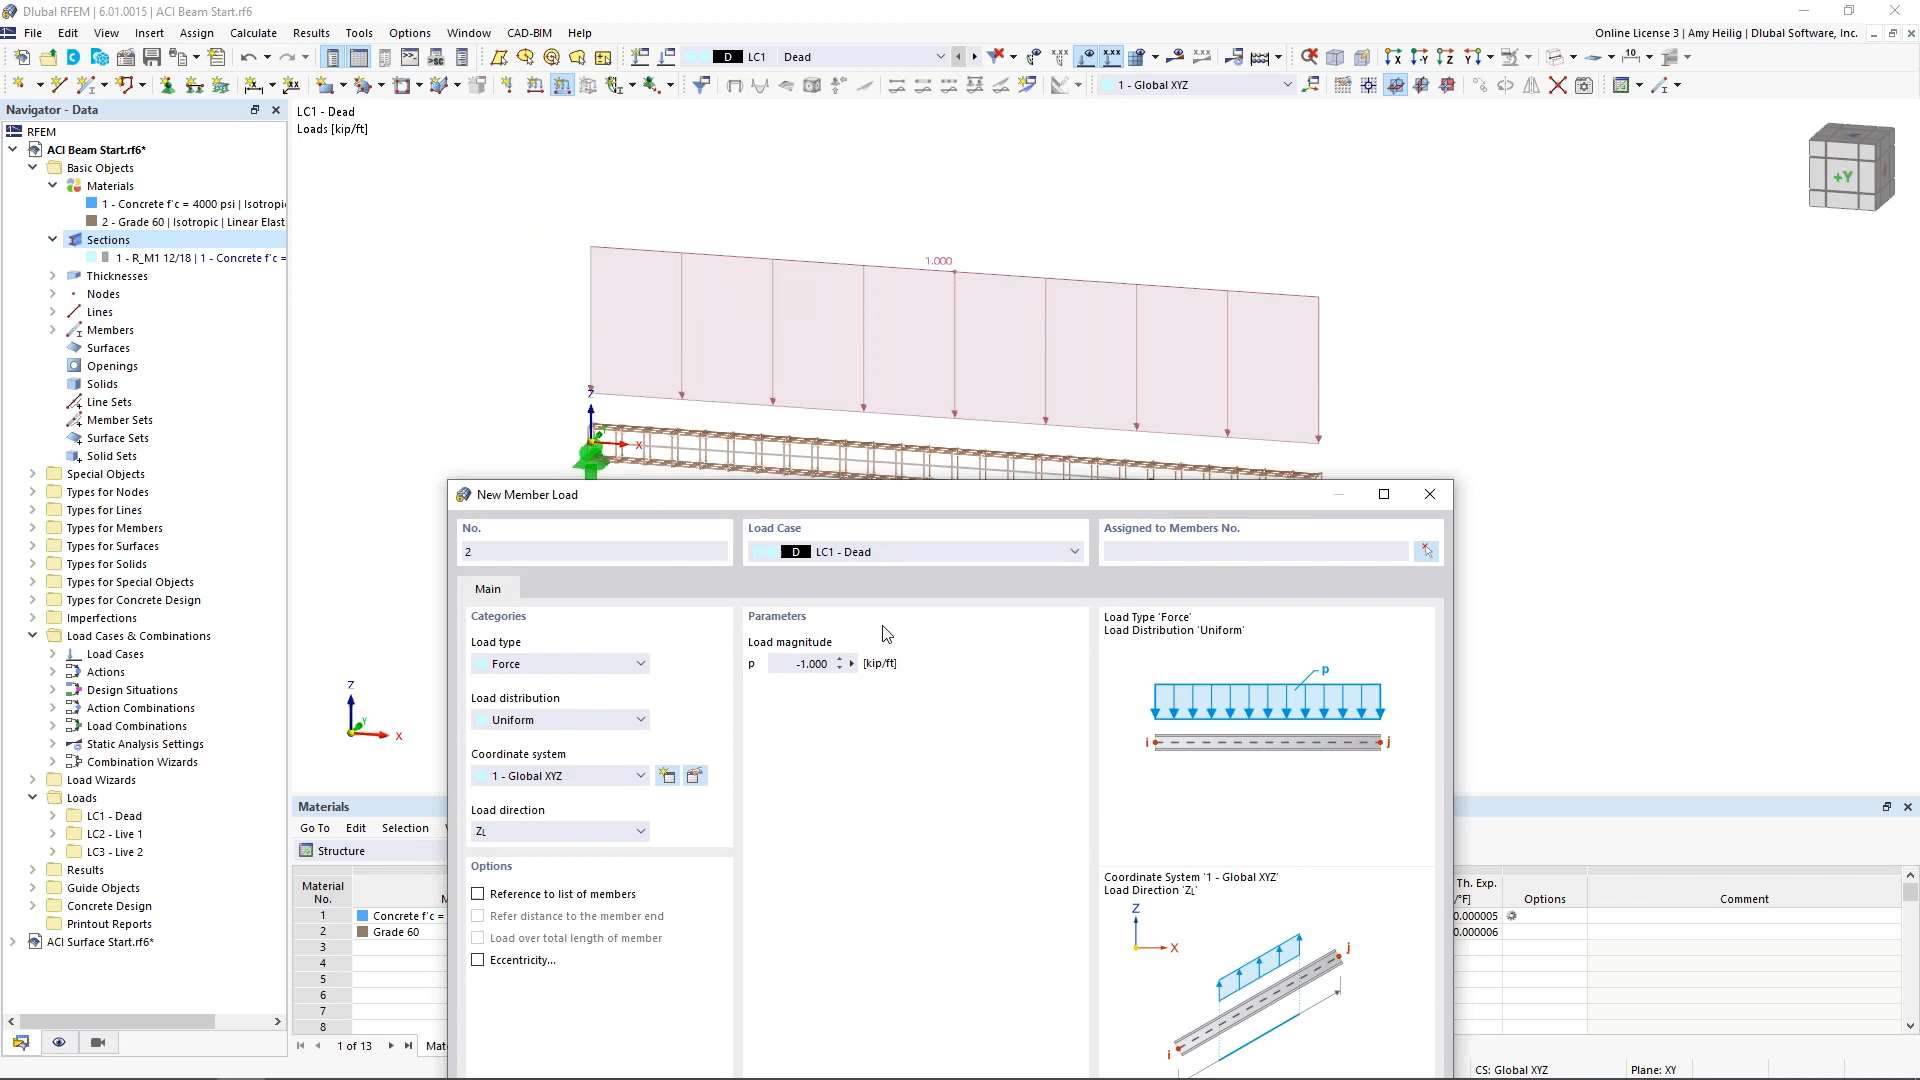 Dlubal RFEM | 6.01.0015 | ACI Beam Start.rf6
File Edit View Insert Assign Calculate Results Tools Options Window CAD-BIM Help
Online License 3 | Amy Heilig | Dlubal Software, Inc.
D LC1 Dead
1 - Global XYZ
Navigator - Data
RFEM
ACI Beam Start.rf6*
Basic Objects
Materials
1 - Concrete f'c = 4000 psi | Isotropi
2 - Grade 60 | Isotropic | Linear Elast
Sections
1 - R_M1 12/18 | 1 - Concrete f'c =
Thicknesses
Nodes
Lines
Members
Surfaces
Openings
Solids
Line Sets
Member Sets
Surface Sets
Solid Sets
Special Objects
Types for Nodes
Types for Lines
Types for Members
Types for Surfaces
Types for Solids
Types for Special Objects
Types for Concrete Design
Imperfections
Load Cases & Combinations
Load Cases
Actions
Design Situations
Action Combinations
Load Combinations
Static Analysis Settings
Combination Wizards
Load Wizards
Loads
LC1 - Dead
LC2 - Live 1
LC3 - Live 2
Results
Guide Objects
Concrete Design
Printout Reports
ACI Surface Start.rf6*
LC1 - Dead
Loads [kip/ft]
+Y
1.000
Z
X
Z
Y
X
New Member Load
No.
2
Load Case
D LC1 - Dead
Assigned to Members No.
Main
Categories
Load type
Force
Load distribution
Uniform
Coordinate system
1 - Global XYZ
Load direction
ZL
Options
Reference to list of members
Refer distance to the member end
Load over total length of member
Eccentricity...
Parameters
Load magnitude
p -1.000 [kip/ft]
Load Type 'Force'
Load Distribution 'Uniform'
p
i j
Coordinate System '1 - Global XYZ'
Load Direction 'ZL'
Z
X
j
i
Materials
Go To Edit Selection
Structure
Material
No.
1 Concrete f'c =
2 Grade 60
3
4
5
6
7
8
1 of 13 Mat
Th. Exp.
/°F]
Options Comment
0.000005
0.000006
CS: Global XYZ Plane: XY